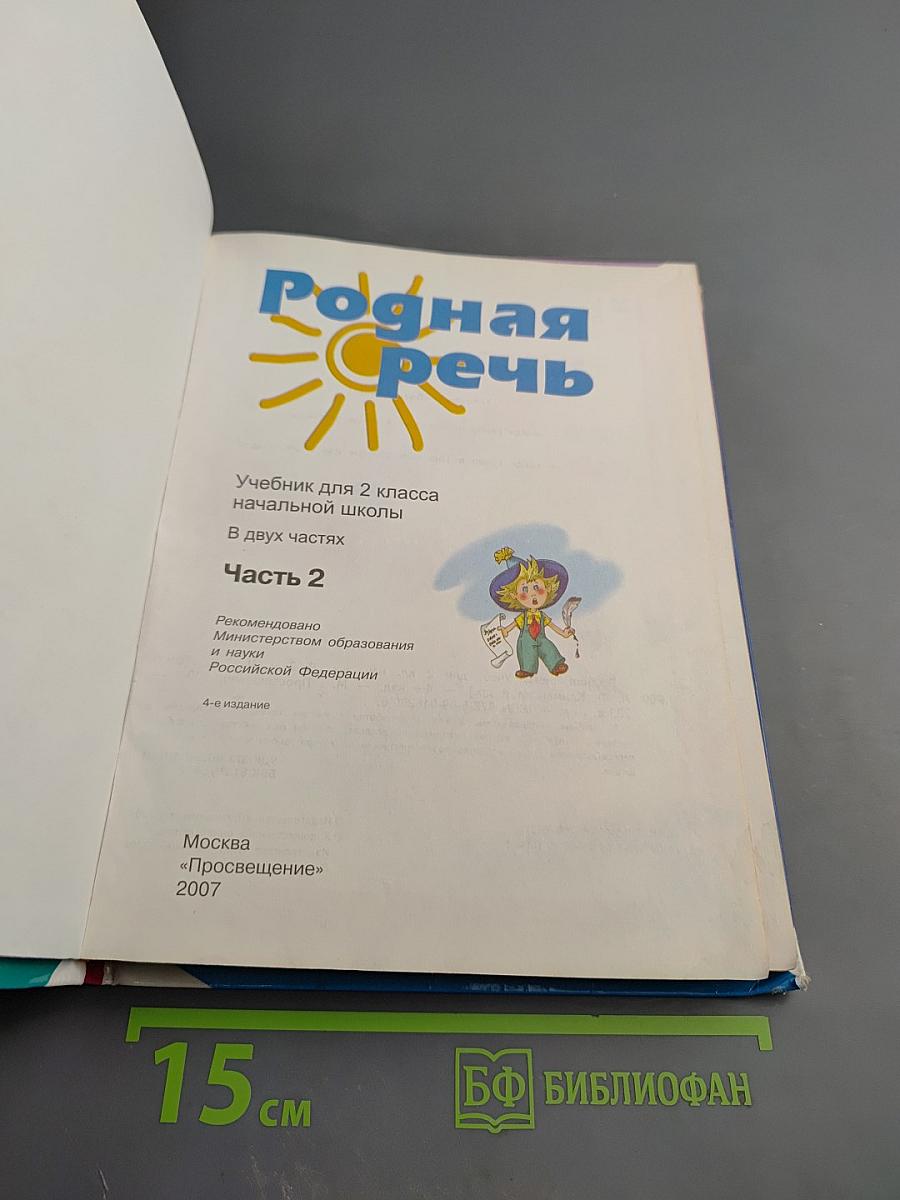 Родная
речь
Учебник для 2 класса
начальной школы
В двух частях
Часть 2
Рекомендовано
Министерством образования
и науки
Российской Федерации
4-е издание
Москва
«Просвещение»
2007
15 см
БФ БИБЛИОФАН